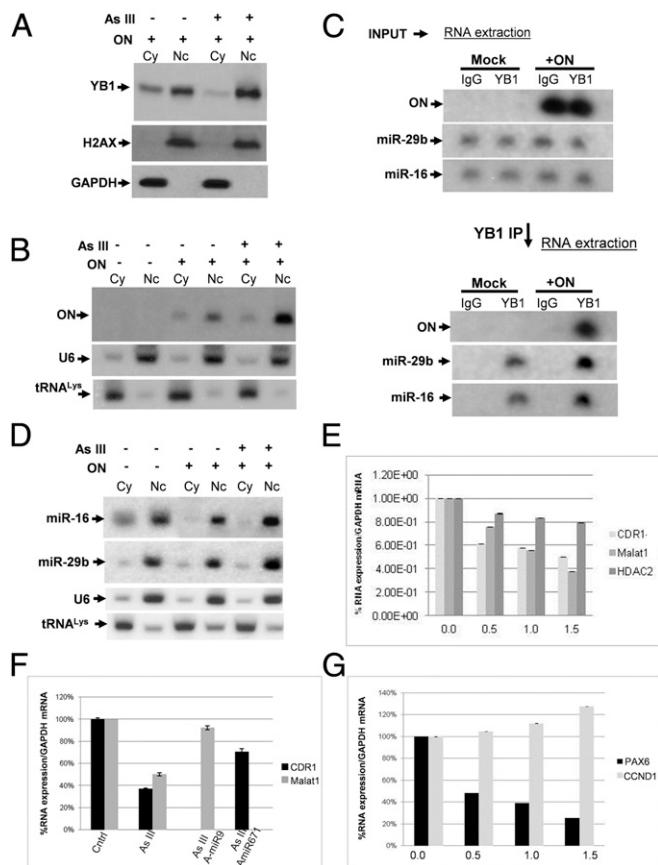 A
As III - - + +
ON + + + +
Cy Nc Cy Nc
YB1
H2AX
GAPDH
B
As III - - - - + +
ON - - + + + +
Cy Nc Cy Nc Cy Nc
ON
U6
tRNALys
C
INPUT RNA extraction
Mock +ON
IgG YB1 IgG YB1
ON
miR-29b
miR-16
YB1 IP RNA extraction
Mock +ON
IgG YB1 IgG YB1
ON
miR-29b
miR-16
D
As III - - - - + +
ON - - + + + +
Cy Nc Cy Nc Cy Nc
miR-16
miR-29b
U6
tRNALys
E
% RNA expression/GAPDH mRNA
1.20E+00
1.00E+00
8.00E-01
6.00E-01
4.00E-01
2.00E-01
0.00E+00
0.0 0.5 1.0 1.5
CDR1-
Malat1
HDAC2
F
%RNA expression/GAPDH mRNA
120%
100%
80%
60%
40%
20%
0%
Cntrl
As III
As III
A-miR9
As III
AmiR671
CDR1
Malat1
G
%RNA expression/GAPDH mRNA
140%
120%
100%
80%
60%
40%
20%
0%
0.0 0.5 1.0 1.5
PAX6
CCND1